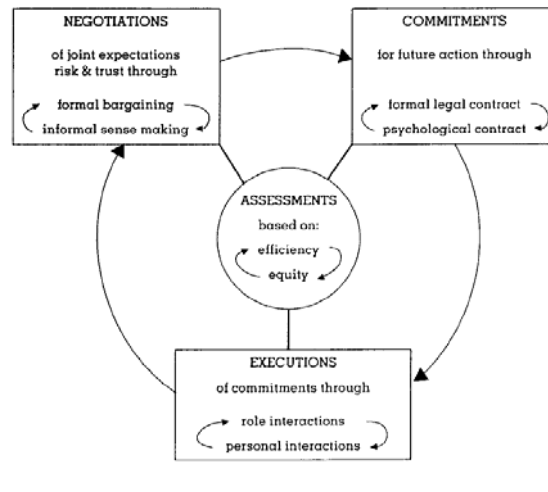 NEGOTIATIONS
of joint expectations
risk & trust through
formal bargaining
informal sense making
COMMITMENTS
for future action through
formal legal contract
psychological contract
ASSESSMENTS
based on:
efficiency
equity
EXECUTIONS
of commitments through
role interactions
personal interactions